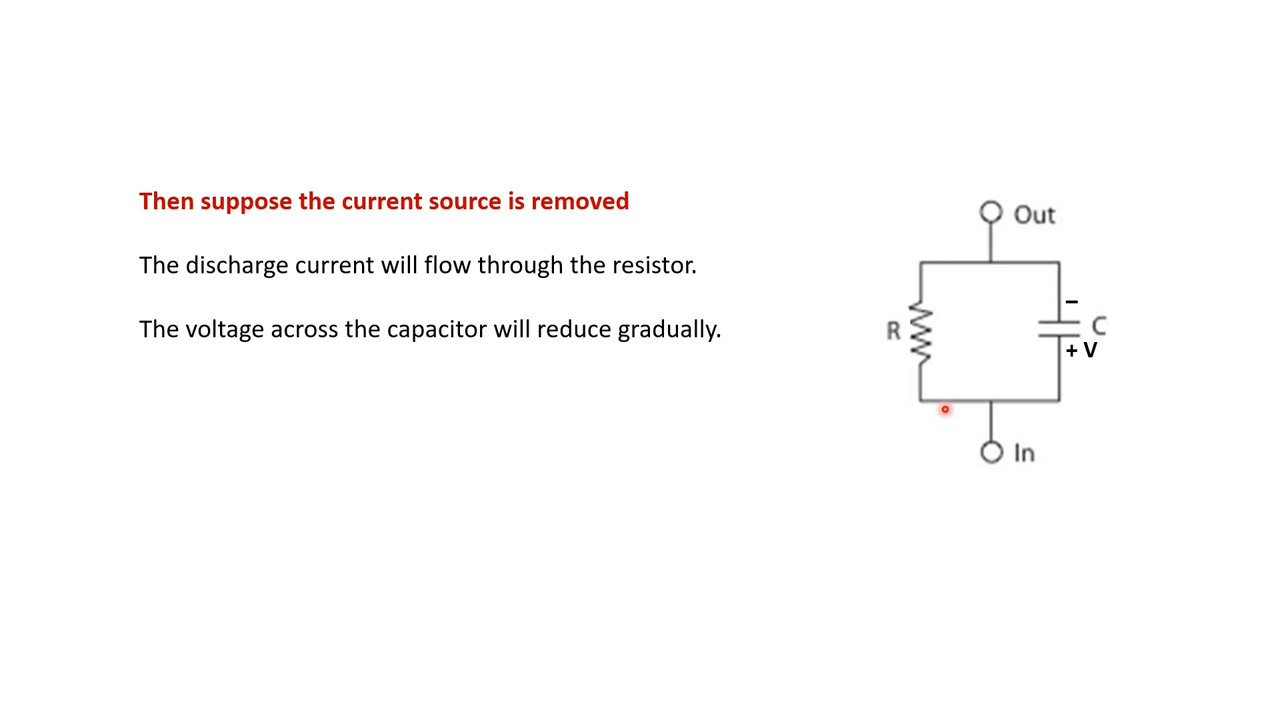 Then suppose the current source is removed
The discharge current will flow through the resistor.
The voltage across the capacitor will reduce gradually.
Out
–
R
C
+ V
In